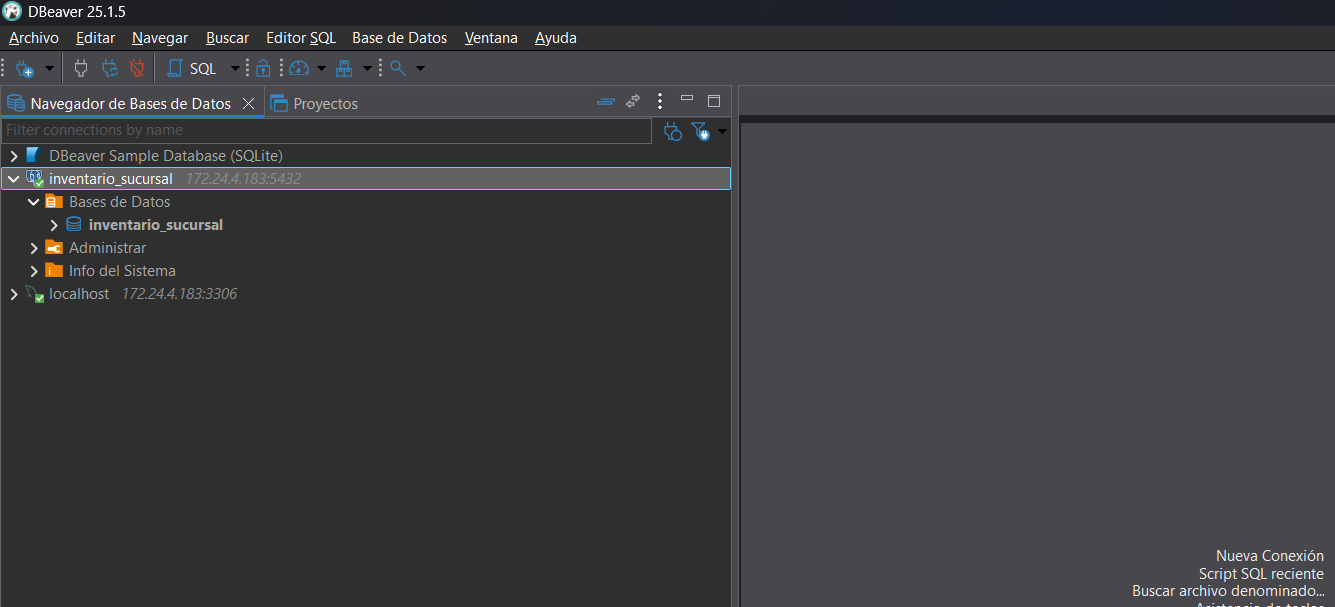 DBeaver 25.1.5
Archivo Editar Navegar Buscar Editor SQL Base de Datos Ventana Ayuda
SQL
Navegador de Bases de Datos Proyectos
Filter connections by name
DBeaver Sample Database (SQLite)
inventario_sucursal 172.24.4.183:5432
Bases de Datos
inventario_sucursal
Administrar
Info del Sistema
localhost 172.24.4.183:3306
Nueva Conexión
Script SQL reciente
Buscar archivo denominado...